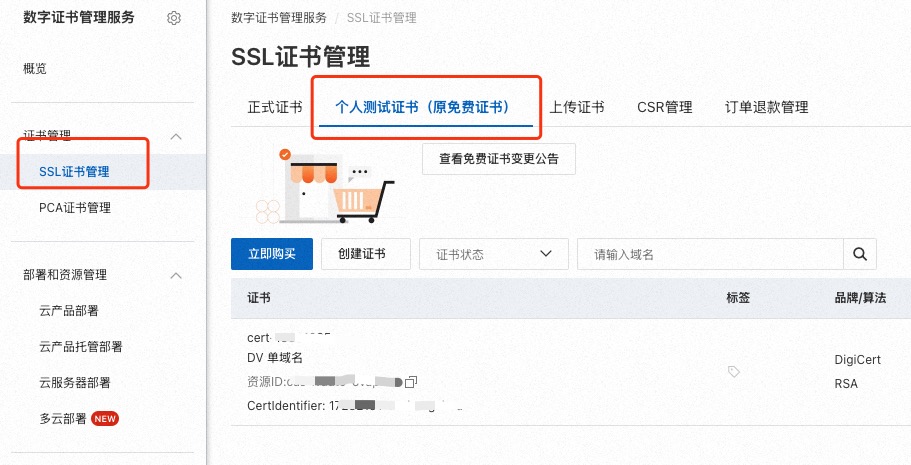 数字证书管理服务
概览
证书管理
SSL证书管理
PCA证书管理
部署和资源管理
云产品部署
云产品托管部署
云服务器部署
多云部署 NEW
数字证书管理服务 / SSL证书管理
SSL证书管理
正式证书 个人测试证书（原免费证书） 上传证书 CSR管理 订单退款管理
查看免费证书变更公告
立即购买 创建证书 证书状态 请输入域名
证书 标签 品牌/算法
DV 单域名
资源ID:
CertIdentifier:
DigiCert
RSA